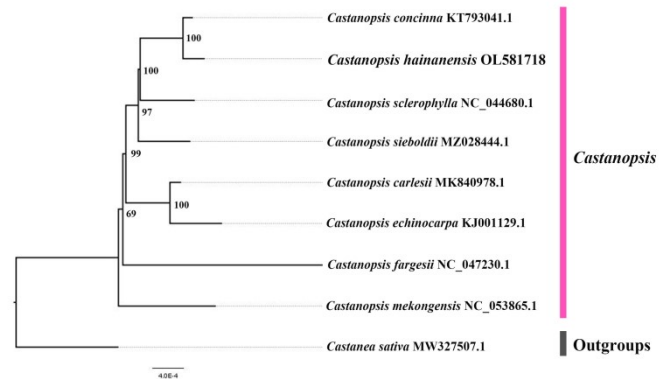 Castanopsis concinna KT793041.1
100
Castanopsis hainanensis OL581718
100
Castanopsis sclerophylla NC_044680.1
97
Castanopsis sieboldii MZ028444.1
99
Castanopsis
Castanopsis carlesii MK840978.1
100
69
Castanopsis echinocarpa KJ001129.1
Castanopsis fargesii NC_047230.1
Castanopsis mekongensis NC_053865.1
Castanea sativa MW327507.1
Outgroups
4.0E-4